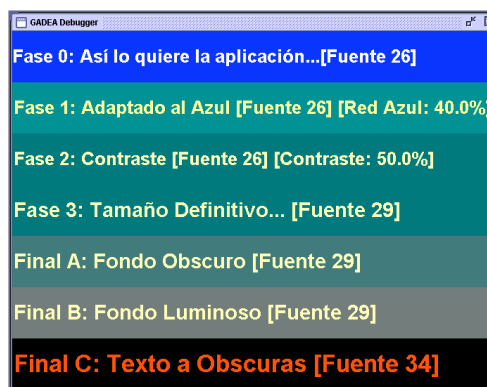 GADEA Debugger
Fase 0: Así lo quiere la aplicación...[Fuente 26]
Fase 1: Adaptado al Azul [Fuente 26] [Red Azul: 40.0%]
Fase 2: Contraste [Fuente 26] [Contraste: 50.0%]
Fase 3: Tamaño Definitivo... [Fuente 29]
Final A: Fondo Obscuro [Fuente 29]
Final B: Fondo Luminoso [Fuente 29]
Final C: Texto a Obscuras [Fuente 34]